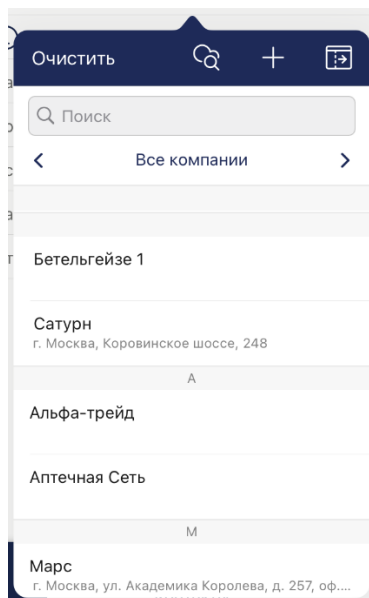 Очистить
Поиск
Все компании
Бетельгейзе 1
Сатурн
г. Москва, Коровинское шоссе, 248
А
Альфа-трейд
Аптечная Сеть
М
Марс
г. Москва, ул. Академика Королева, д. 257, оф....